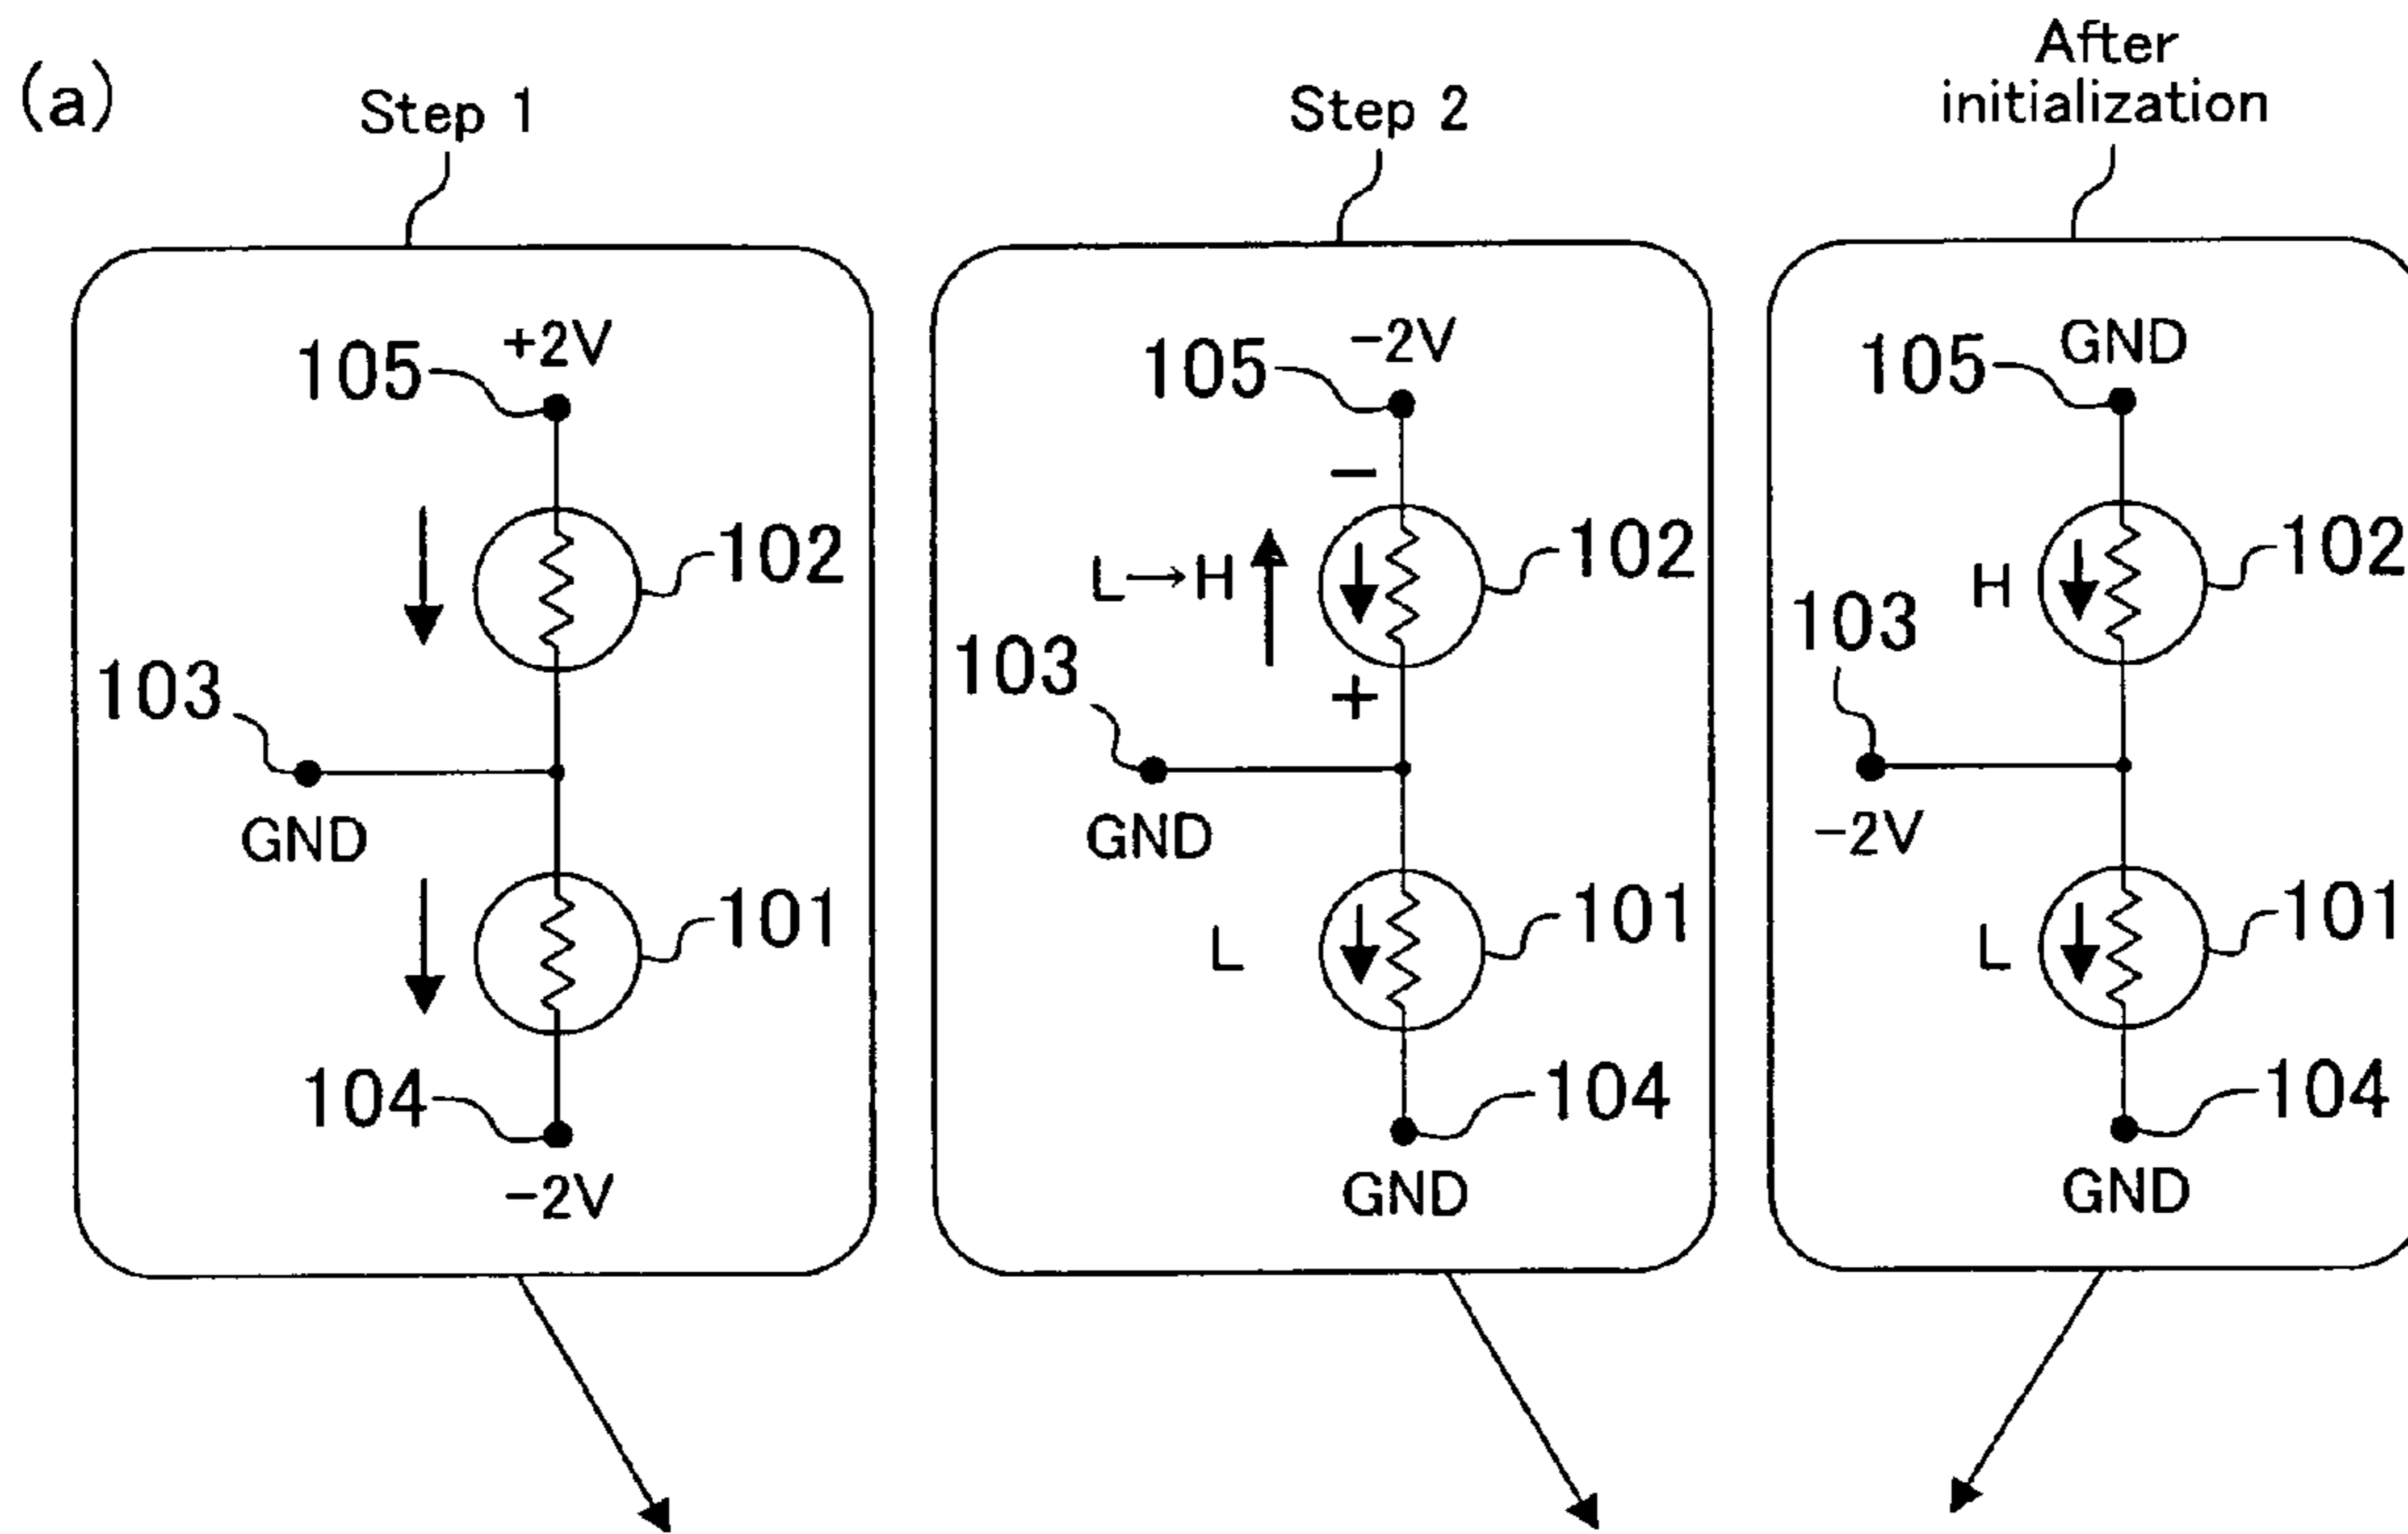 (a)
Step 1
+2V
105
102
103
GND
101
104
-2V
Step 2
-2V
105
−
L→H
102
103
+
GND
L
101
104
GND
After
initialization
GND
105
H
102
103
-2V
L
101
104
GND